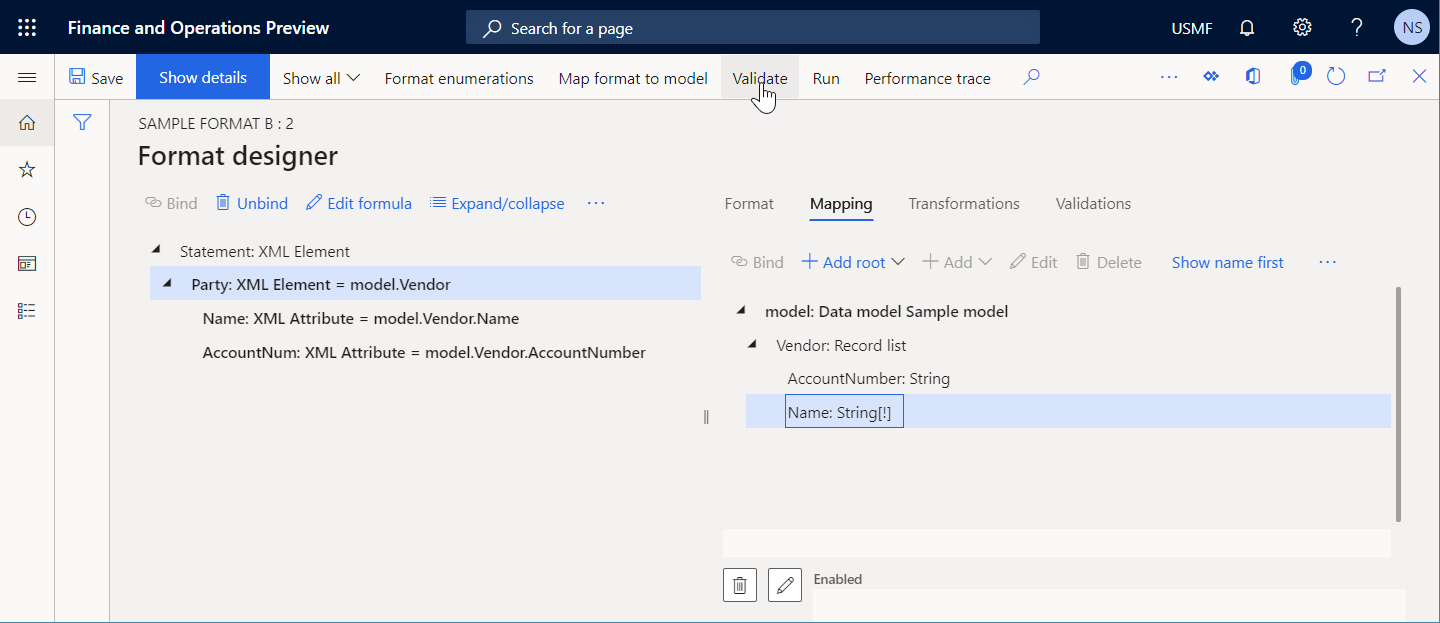 Finance and Operations Preview
Search for a page
USMF
?
NS
Save
Show details
Show all
Format enumerations
Map format to model
Validate
Run
Performance trace
0
SAMPLE FORMAT B : 2
Format designer
Bind
Unbind
Edit formula
Expand/collapse
Statement: XML Element
Party: XML Element = model.Vendor
Name: XML Attribute = model.Vendor.Name
AccountNum: XML Attribute = model.Vendor.AccountNumber
Format
Mapping
Transformations
Validations
Bind
Add root
Add
Edit
Delete
Show name first
model: Data model Sample model
Vendor: Record list
AccountNumber: String
Name: String[!]
Enabled